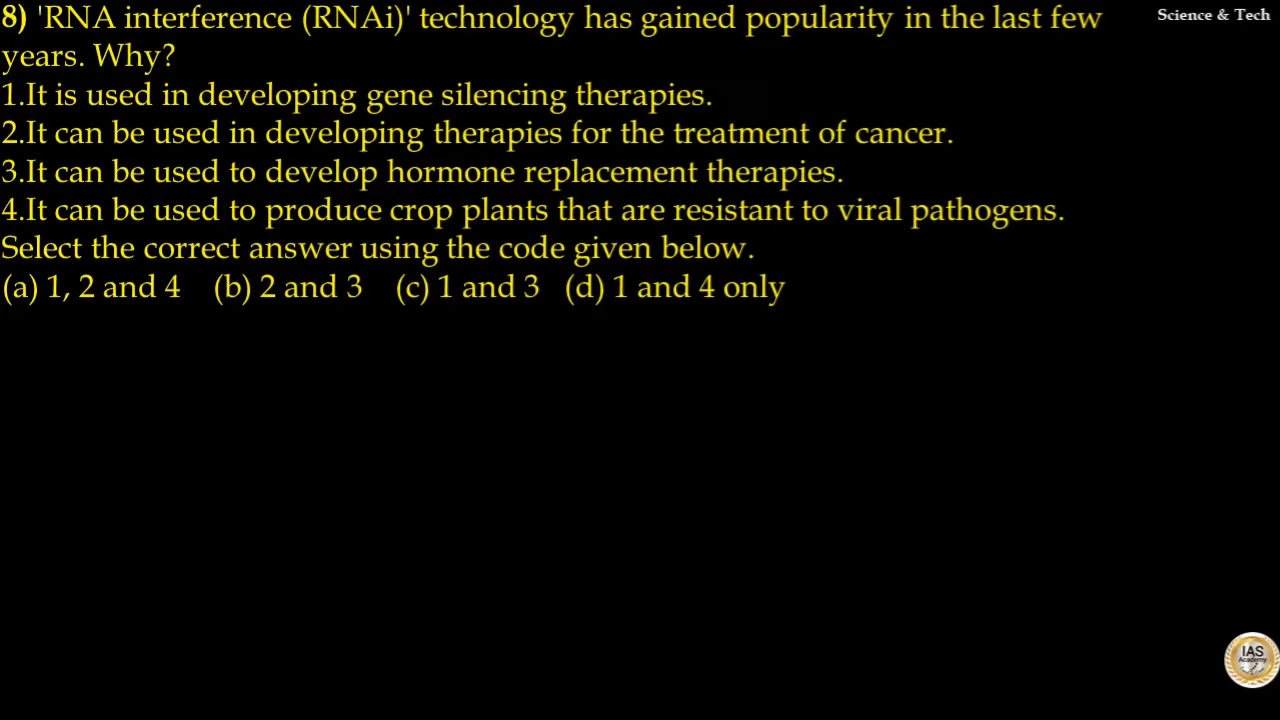 8) 'RNA interference (RNAi)' technology has gained popularity in the last few
Science & Tech
years. Why?
1.It is used in developing gene silencing therapies.
2.It can be used in developing therapies for the treatment of cancer.
3.It can be used to develop hormone replacement therapies.
4.It can be used to produce crop plants that are resistant to viral pathogens.
Select the correct answer using the code given below.
(a) 1, 2 and 4 (b) 2 and 3 (c) 1 and 3 (d) 1 and 4 only
IAS
Academy